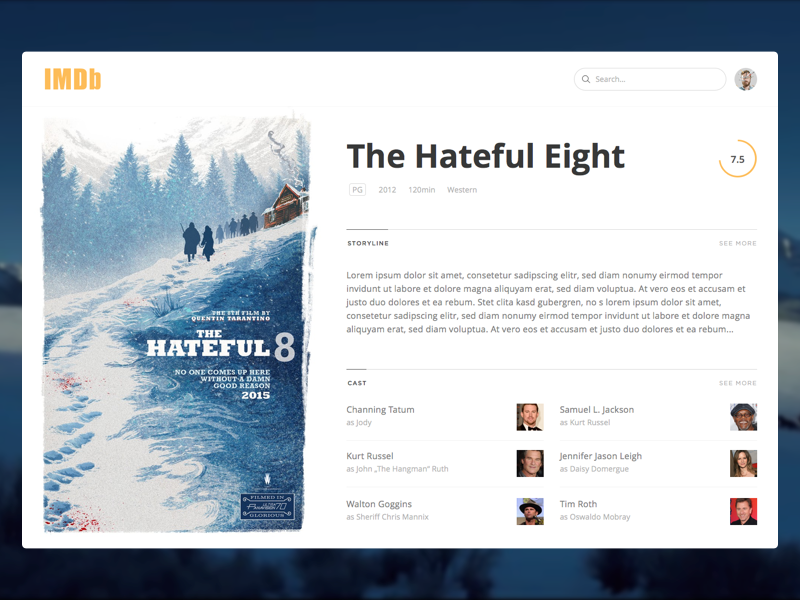 IMDb
Search...
THE 8TH FILM BY
QUENTIN TARANTINO
THE
HATEFUL 8
NO ONE COMES UP HERE
WITHOUT A DAMN
GOOD REASON
2015
FILMED IN
GLORIOUS
The Hateful Eight
7.5
PG 2012 120min Western
STORYLINE SEE MORE
Lorem ipsum dolor sit amet, consetetur sadipscing elitr, sed diam nonumy eirmod tempor
invidunt ut labore et dolore magna aliquyam erat, sed diam voluptua. At vero eos et accusam et
justo duo dolores et ea rebum. Stet clita kasd gubergren, no s lorem ipsum dolor sit amet,
consetetur sadipscing elitr, sed diam nonumy eirmod tempor invidunt ut labore et dolore magna
aliquyam erat, sed diam voluptua. At vero eos et accusam et justo duo dolores et ea rebum...
CAST SEE MORE
Channing Tatum
as Jody
Samuel L. Jackson
as Kurt Russel
Kurt Russel
as John „The Hangman" Ruth
Jennifer Jason Leigh
as Daisy Domergue
Walton Goggins
as Sheriff Chris Mannix
Tim Roth
as Oswaldo Mobray